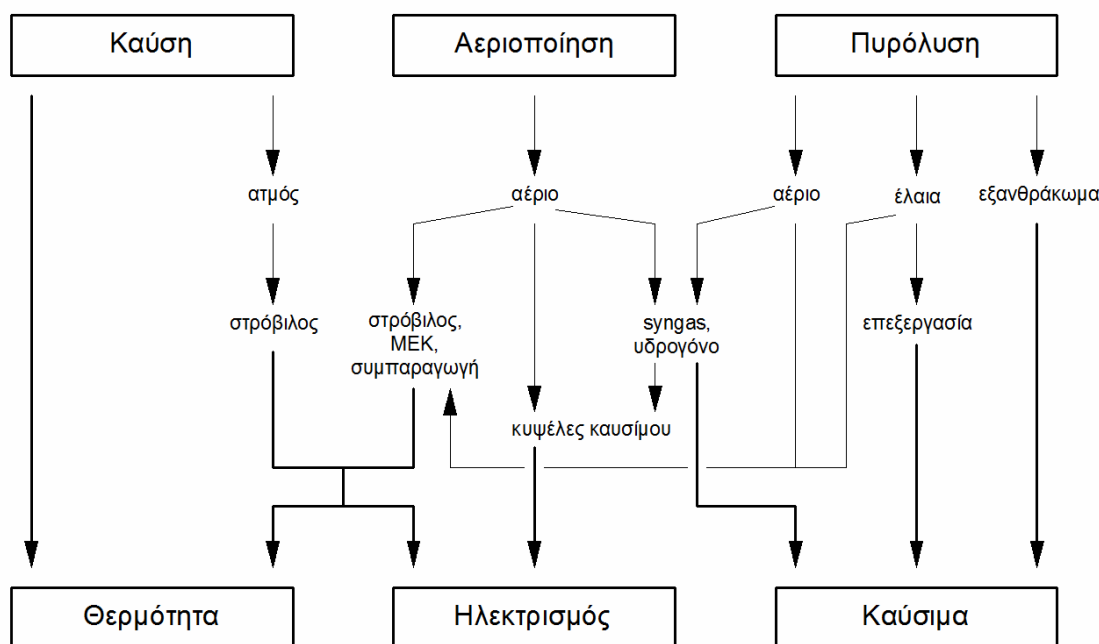 Καύση
Αεριοποίηση
Πυρόλυση
ατμός
αέριο
αέριο
έλαια
εξανθράκωμα
στρόβιλος
στρόβιλος,
ΜΕΚ,
συμπαραγωγή
syngas,
υδρογόνο
επεξεργασία
κυψέλες καυσίμου
Θερμότητα
Ηλεκτρισμός
Καύσιμα